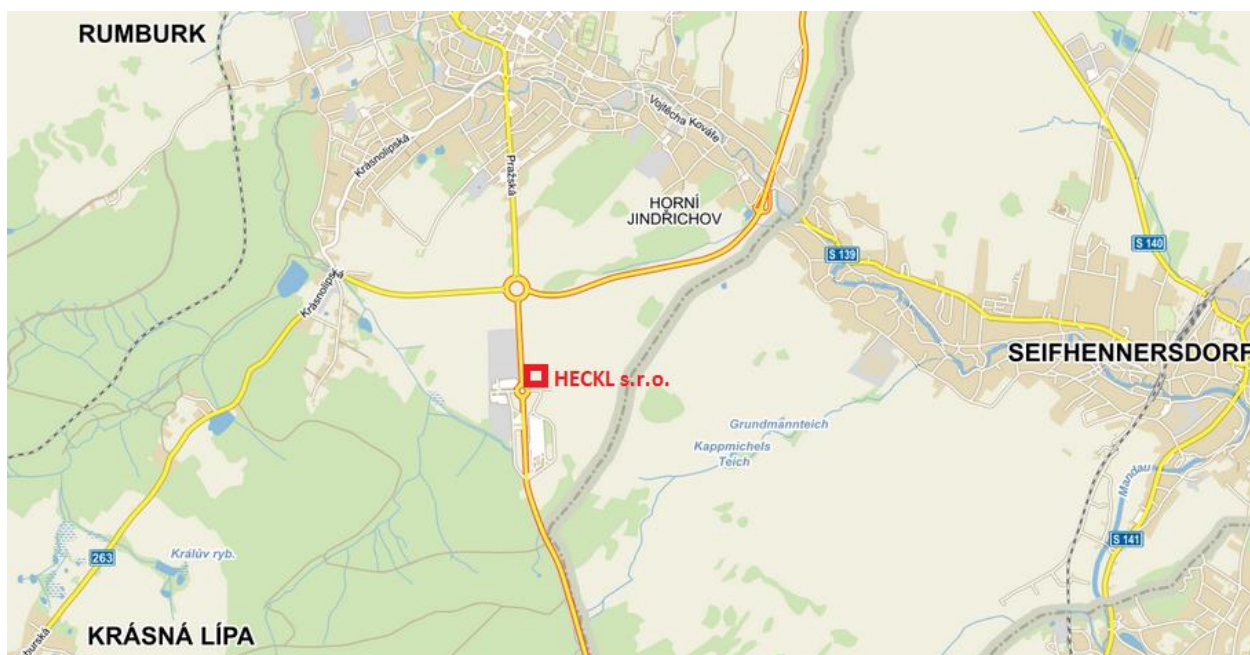 RUMBURK
Vojtěcha Kováře
Krásnolipská
Pražská
HORNÍ
JINDŘICHOV
S 139
S 140
Krásnolipská
SEIFHENNERSDORF
HECKL s.r.o.
Grundmannteich
Kappmichels
Teich
Mandau
S 141
263
Králův ryb.
KRÁSNÁ LÍPA
burská